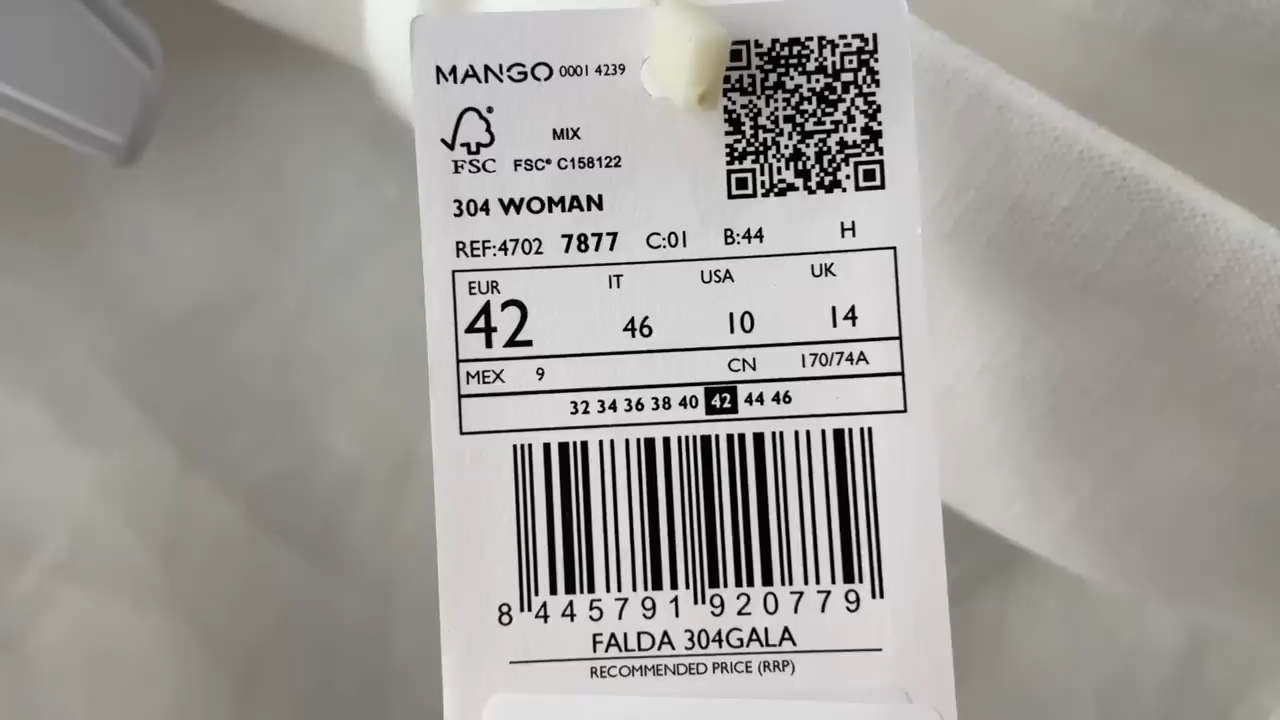 MANGO 0001 4239
FSC®
MIX
FSC® C158122
304 WOMAN
REF:4702 7877 C:01 B:44 H
EUR IT USA UK
42 46 10 14
MEX 9 CN 170/74A
32 34 36 38 40 42 44 46
8 445791 920779
FALDA 304GALA
RECOMMENDED PRICE (RRP)